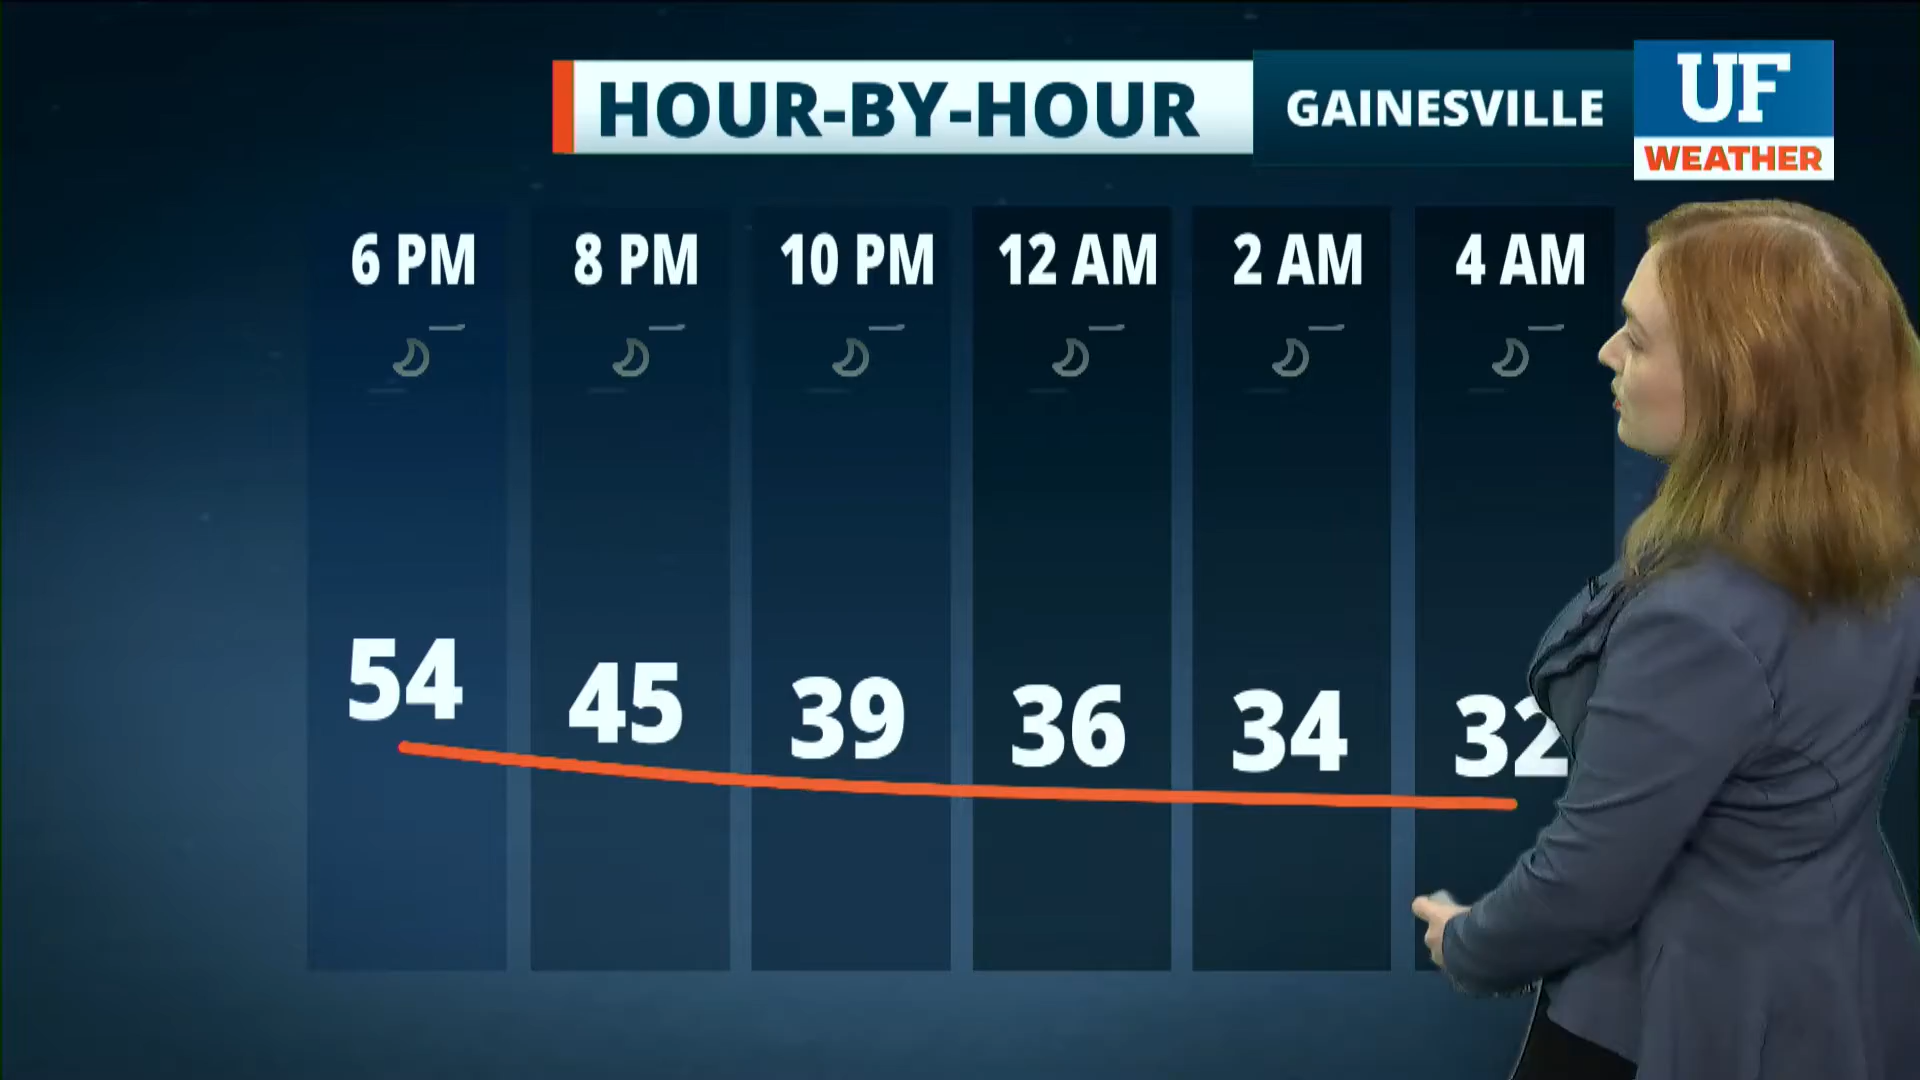 HOUR-BY-HOUR
GAINESVILLE
UF
WEATHER
6 PM 8 PM 10 PM 12 AM 2 AM 4 AM
54 45 39 36 34 32